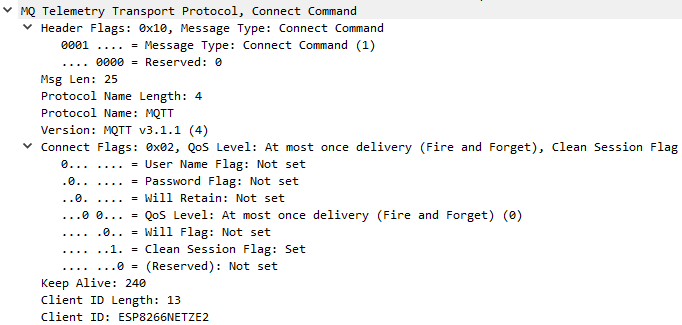 MQ Telemetry Transport Protocol, Connect Command
Header Flags: 0x10, Message Type: Connect Command
0001 .... = Message Type: Connect Command (1)
.... 0000 = Reserved: 0
Msg Len: 25
Protocol Name Length: 4
Protocol Name: MQTT
Version: MQTT v3.1.1 (4)
Connect Flags: 0x02, QoS Level: At most once delivery (Fire and Forget), Clean Session Flag
0... .... = User Name Flag: Not set
.0.. .... = Password Flag: Not set
..0. .... = Will Retain: Not set
...0 0... = QoS Level: At most once delivery (Fire and Forget) (0)
.... .0.. = Will Flag: Not set
.... ..1. = Clean Session Flag: Set
.... ...0 = (Reserved): Not set
Keep Alive: 240
Client ID Length: 13
Client ID: ESP8266NETZE2